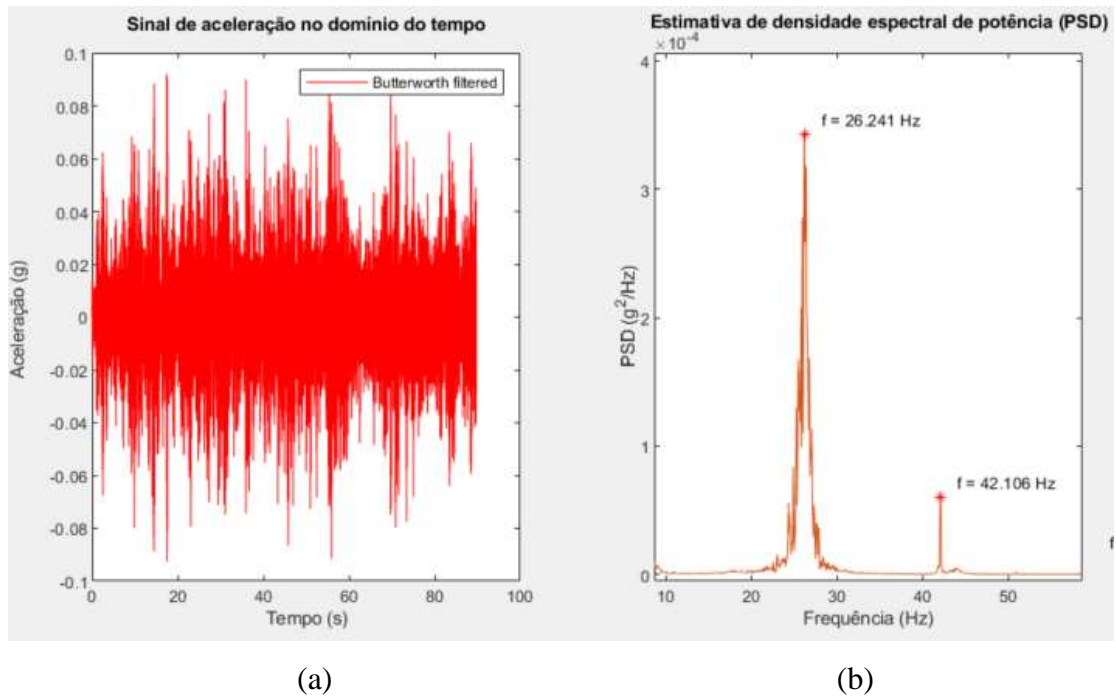 Sinal de aceleração no domínio do tempo
0.1
0.08
0.06
0.04
0.02
0
-0.02
-0.04
-0.06
-0.08
-0.1
Aceleração (g)
Butterworth filtered
0 20 40 60 80 100
Tempo (s)
(a)
Estimativa de densidade espectral de potência (PSD)
×10^-4
4
3
2
1
0
PSD (g²/Hz)
f = 26.241 Hz
f = 42.106 Hz
f
10 20 30 40 50
Frequência (Hz)
(b)